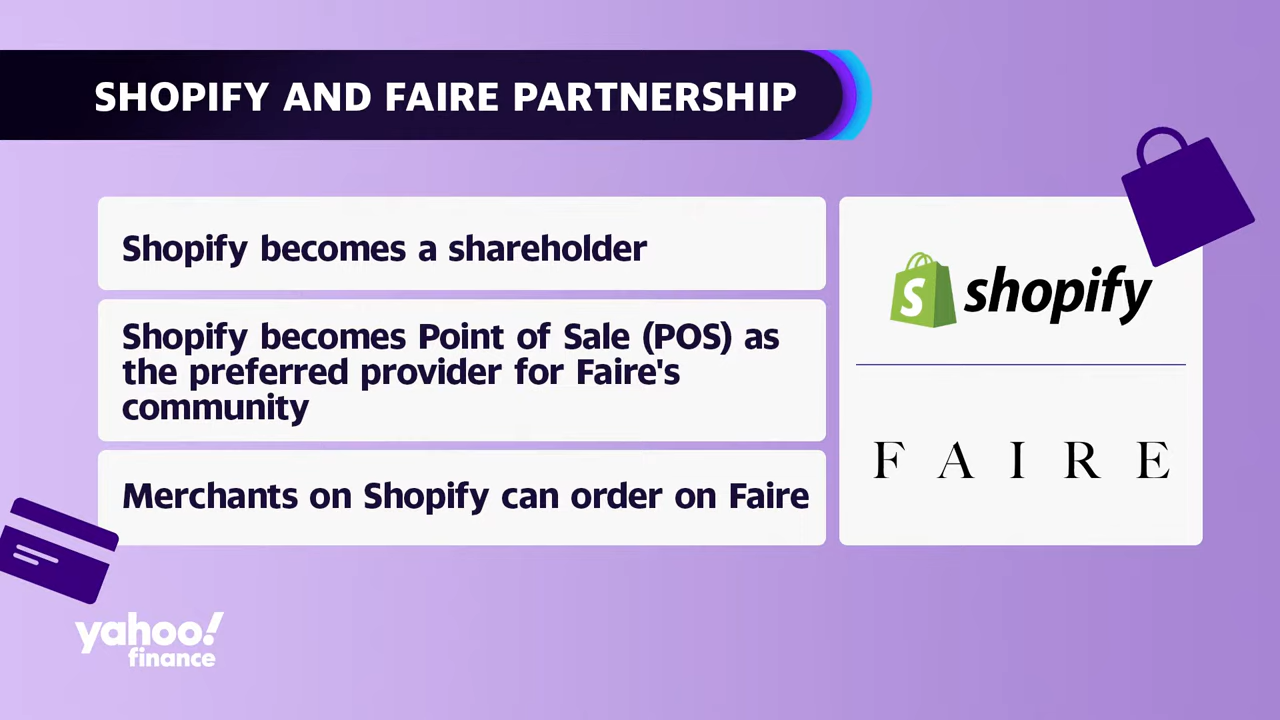 SHOPIFY AND FAIRE PARTNERSHIP
Shopify becomes a shareholder
Shopify becomes Point of Sale (POS) as
the preferred provider for Faire's
community
Merchants on Shopify can order on Faire
S shopify
FAIRE
yahoo!
finance